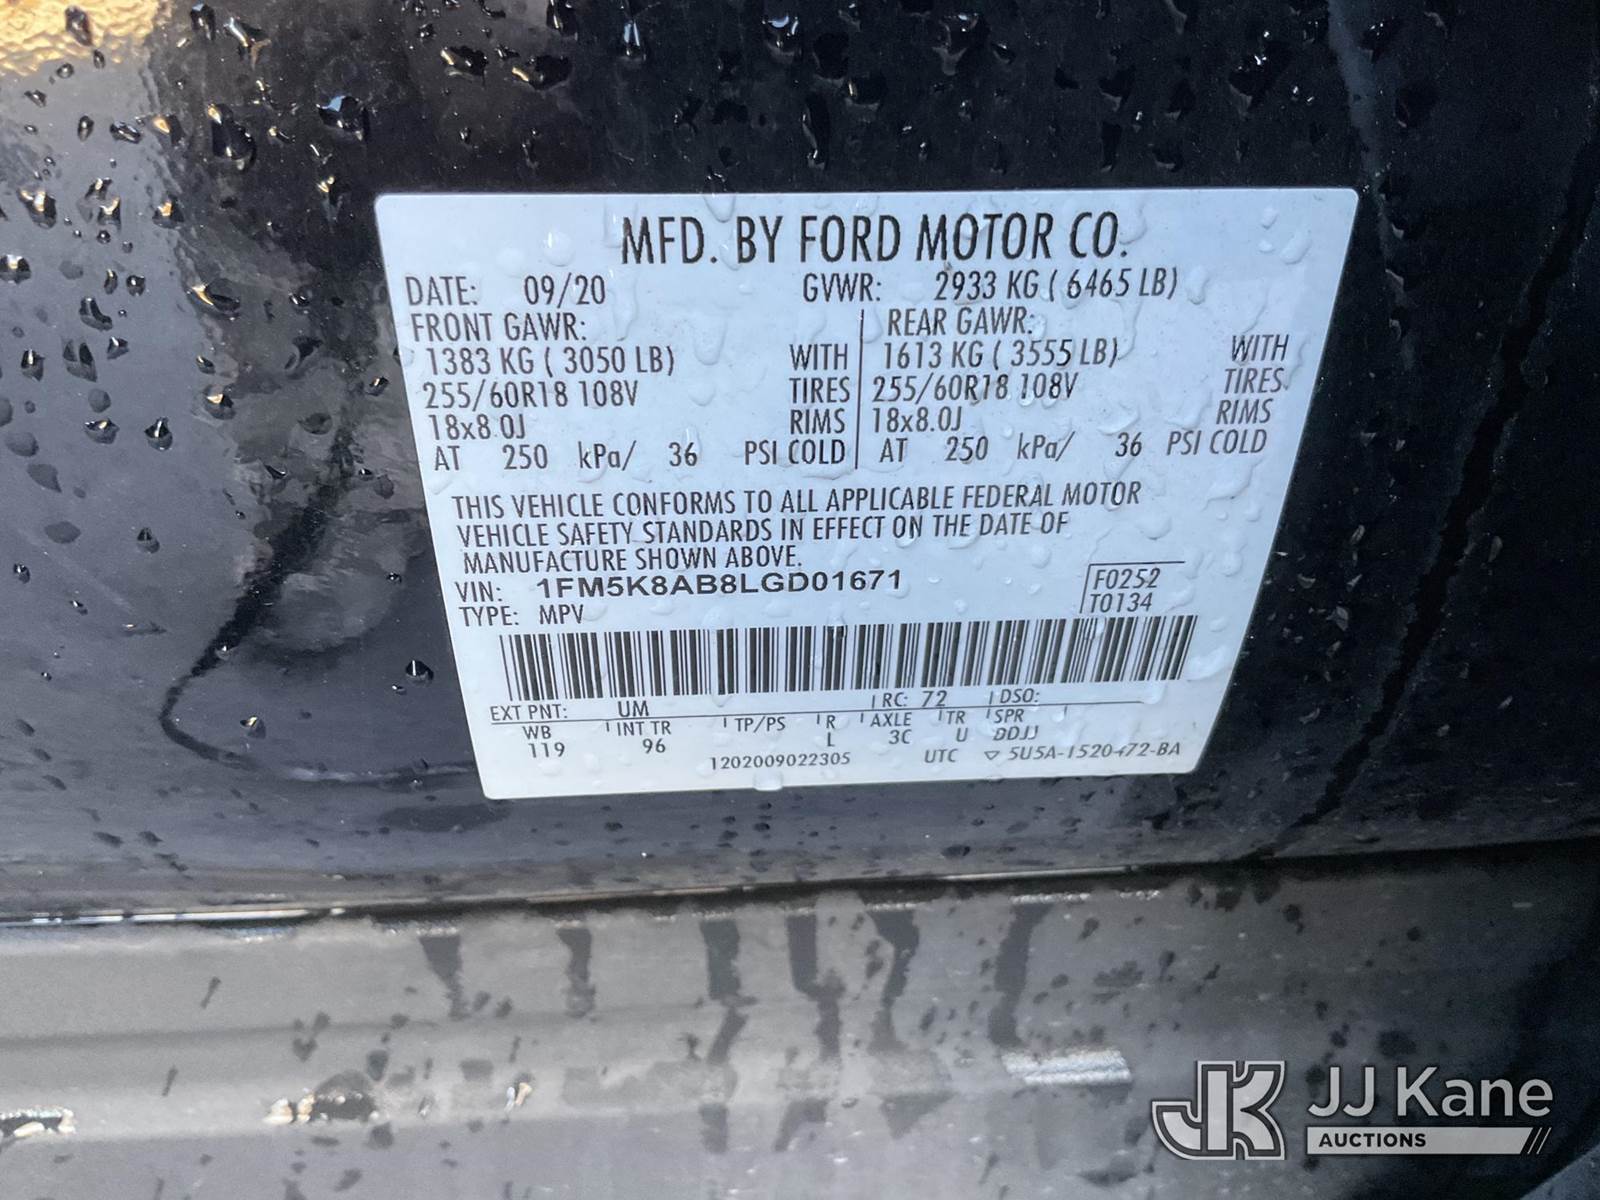 MFD. BY FORD MOTOR CO.
DATE: 09/20 GVWR: 2933 KG ( 6465 LB)
FRONT GAWR: REAR GAWR:
1383 KG ( 3050 LB) WITH 1613 KG ( 3555 LB) WITH
255/60R18 108V TIRES 255/60R18 108V TIRES
18x8.0J RIMS 18x8.0J RIMS
AT 250 kPa/ 36 PSI COLD AT 250 kPa/ 36 PSI COLD
THIS VEHICLE CONFORMS TO ALL APPLICABLE FEDERAL MOTOR
VEHICLE SAFETY STANDARDS IN EFFECT ON THE DATE OF
MANUFACTURE SHOWN ABOVE.
VIN: 1FM5K8AB8LGD01671 F0252
TYPE: MPV T0134
EXT PNT: UM RC: 72 DSO:
WB INT TR TP/PS R AXLE TR SPR
119 96 L 3C U DDJJ
1202009022305 UTC ▽ 5U5A-1520472-BA
JK JJ Kane
AUCTIONS